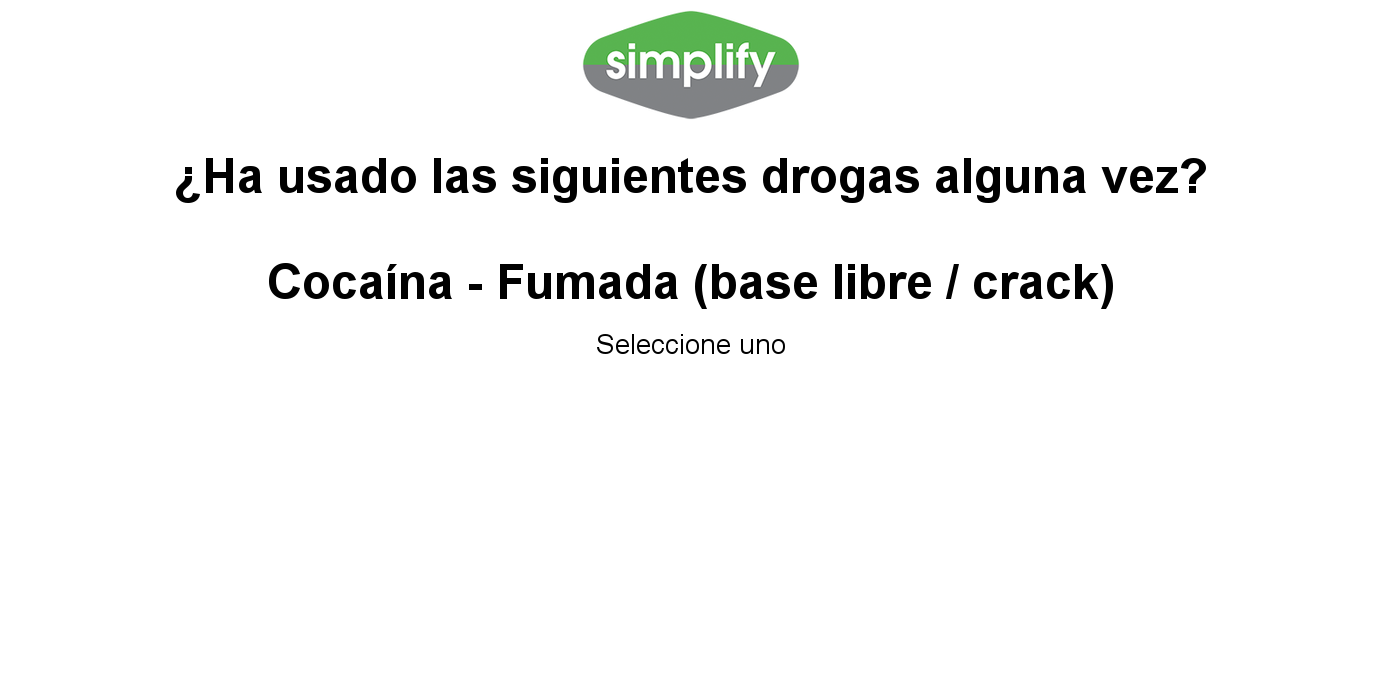 simplify
¿Ha usado las siguientes drogas alguna vez?
Cocaína - Fumada (base libre / crack)
Seleccione uno